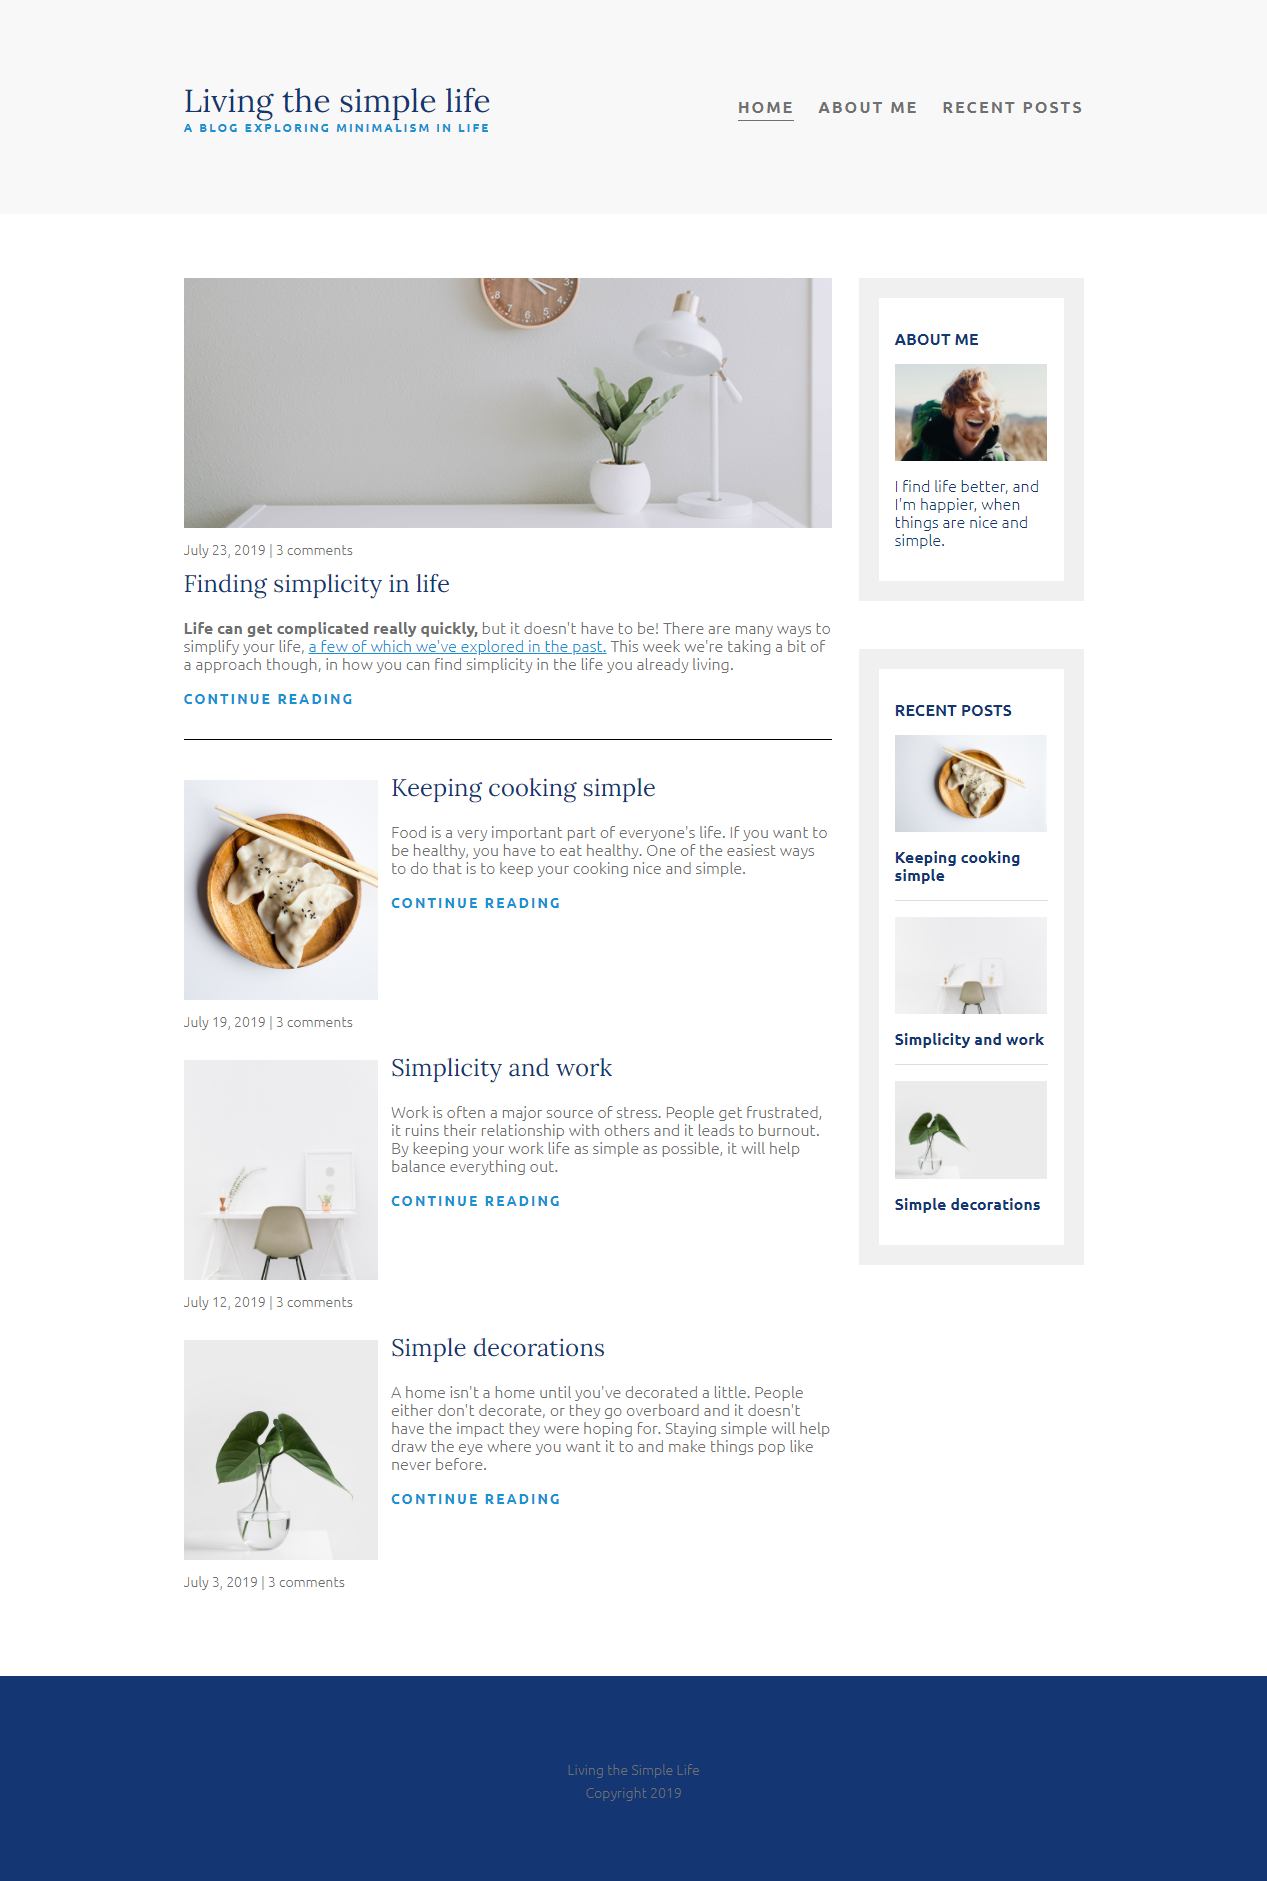 Living the simple life
A BLOG EXPLORING MINIMALISM IN LIFE
HOME ABOUT ME RECENT POSTS
July 23, 2019 | 3 comments
Finding simplicity in life
Life can get complicated really quickly, but it doesn't have to be! There are many ways to
simplify your life, a few of which we've explored in the past. This week we're taking a bit of
a approach though, in how you can find simplicity in the life you already living.
CONTINUE READING
Keeping cooking simple
Food is a very important part of everyone's life. If you want to
be healthy, you have to eat healthy. One of the easiest ways
to do that is to keep your cooking nice and simple.
CONTINUE READING
July 19, 2019 | 3 comments
Simplicity and work
Work is often a major source of stress. People get frustrated,
it ruins their relationship with others and it leads to burnout.
By keeping your work life as simple as possible, it will help
balance everything out.
CONTINUE READING
July 12, 2019 | 3 comments
Simple decorations
A home isn't a home until you've decorated a little. People
either don't decorate, or they go overboard and it doesn't
have the impact they were hoping for. Staying simple will help
draw the eye where you want it to and make things pop like
never before.
CONTINUE READING
July 3, 2019 | 3 comments
ABOUT ME
I find life better, and
I'm happier, when
things are nice and
simple.
RECENT POSTS
Keeping cooking
simple
Simplicity and work
Simple decorations
Living the Simple Life
Copyright 2019